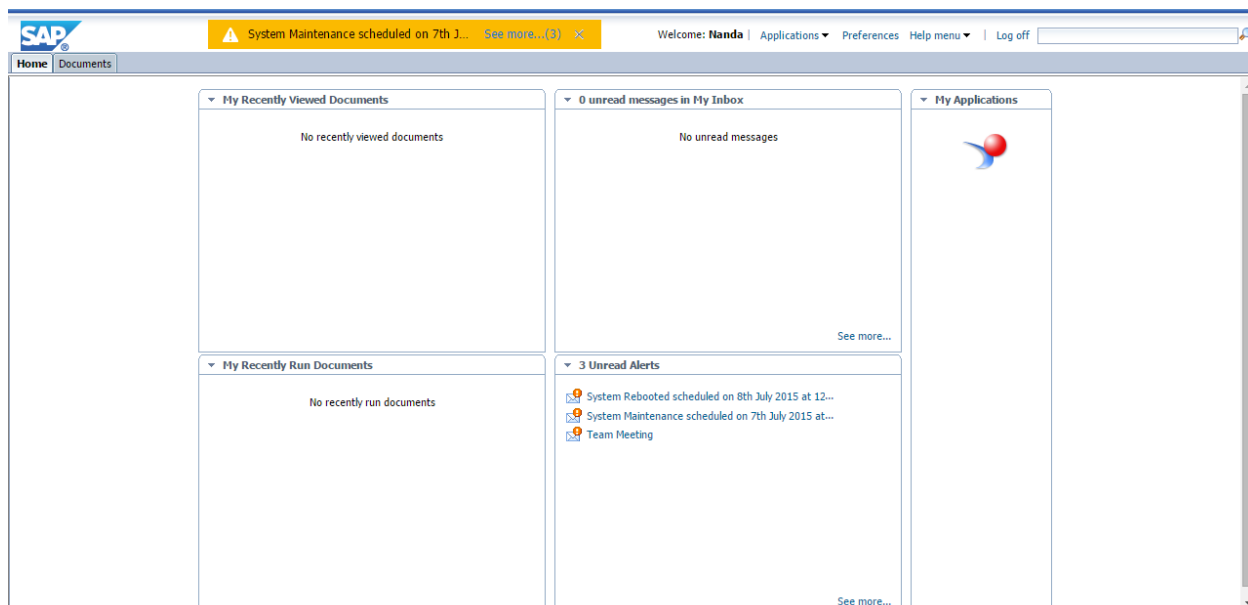 SAP®
System Maintenance scheduled on 7th J... See more...(3)
Welcome: Nanda | Applications Preferences Help menu | Log off
Home Documents
My Recently Viewed Documents
No recently viewed documents
0 unread messages in My Inbox
No unread messages
See more...
My Applications
My Recently Run Documents
No recently run documents
3 Unread Alerts
System Rebooted scheduled on 8th July 2015 at 12...
System Maintenance scheduled on 7th July 2015 at...
Team Meeting
See more...